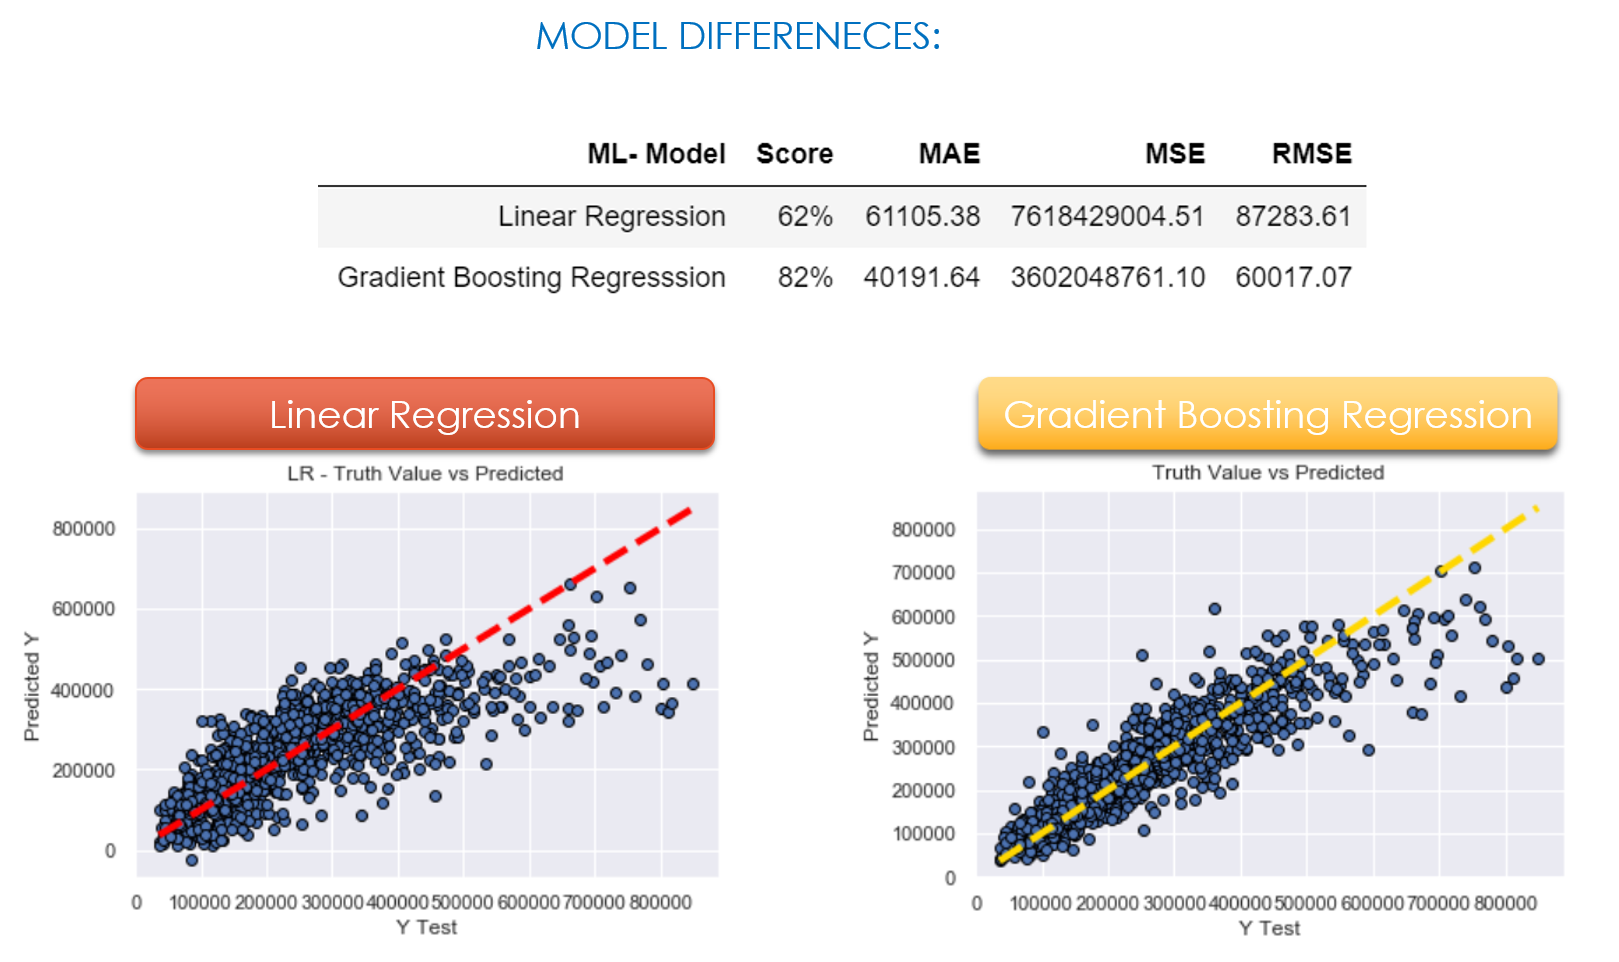 MODEL DIFFERENECES:
ML- Model Score MAE MSE RMSE
Linear Regression 62% 61105.38 7618429004.51 87283.61
Gradient Boosting Regresssion 82% 40191.64 3602048761.10 60017.07
Linear Regression
LR - Truth Value vs Predicted
800000
600000
400000
200000
0
Predicted Y
0 100000 200000 300000 400000 500000 600000 700000 800000
Y Test
Gradient Boosting Regression
Truth Value vs Predicted
800000
700000
600000
500000
400000
300000
200000
100000
0
Predicted Y
0 100000 200000 300000 400000 500000 600000 700000 800000
Y Test